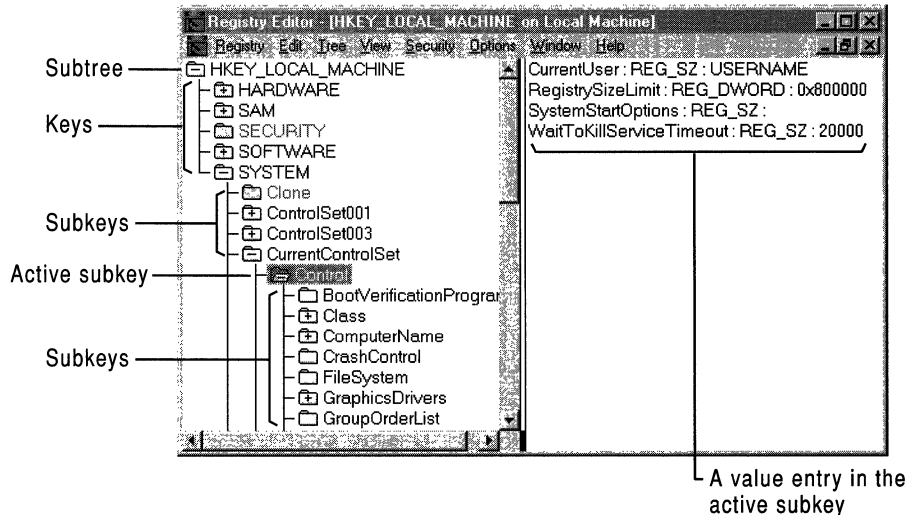 Registry Editor - [HKEY_LOCAL_MACHINE on Local Machine]
Registry Edit Tree View Security Options Window Help
Subtree
HKEY_LOCAL_MACHINE
Keys
HARDWARE
SAM
SECURITY
SOFTWARE
SYSTEM
Subkeys
Clone
ControlSet001
ControlSet003
CurrentControlSet
Active subkey
Control
Subkeys
BootVerificationPrograr
Class
ComputerName
CrashControl
FileSystem
GraphicsDrivers
GroupOrderList
CurrentUser : REG_SZ : USERNAME
RegistrySizeLimit : REG_DWORD : 0x800000
SystemStartOptions : REG_SZ :
WaitToKillServiceTimeout : REG_SZ : 20000
A value entry in the
active subkey